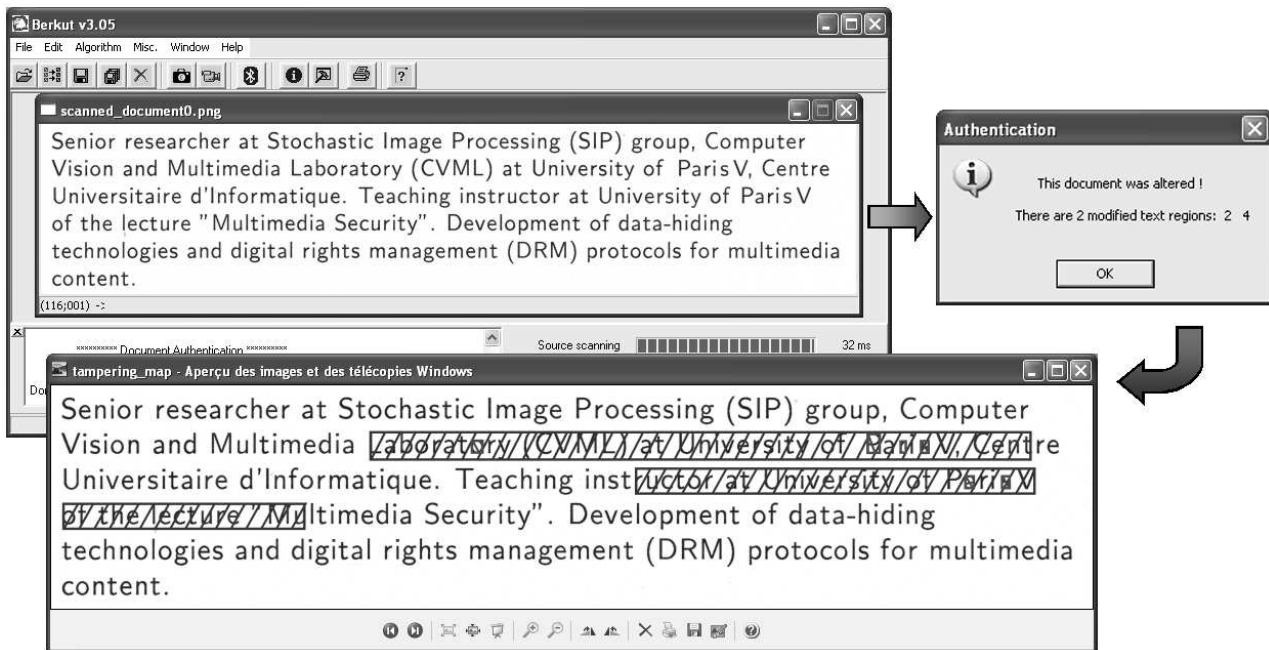 Berkut v3.05
File Edit Algorithm Misc. Window Help
scanned_document0.png
Senior researcher at Stochastic Image Processing (SIP) group, Computer
Vision and Multimedia Laboratory (CVML) at University of Paris V, Centre
Universitaire d'Informatique. Teaching instructor at University of Paris V
of the lecture "Multimedia Security". Development of data-hiding
technologies and digital rights management (DRM) protocols for multimedia
content.
(116;001) ->
********* Document Authentication *********
Source scanning 32 ms
Authentication
This document was altered !
There are 2 modified text regions: 2 4
OK
tampering_map - Aperçu des images et des télécopies Windows
Senior researcher at Stochastic Image Processing (SIP) group, Computer
Vision and Multimedia Laboratory (CVML) at University of Paris V, Centre
Universitaire d'Informatique. Teaching instructor at University of Paris V
of the lecture "Multimedia Security". Development of data-hiding
technologies and digital rights management (DRM) protocols for multimedia
content.